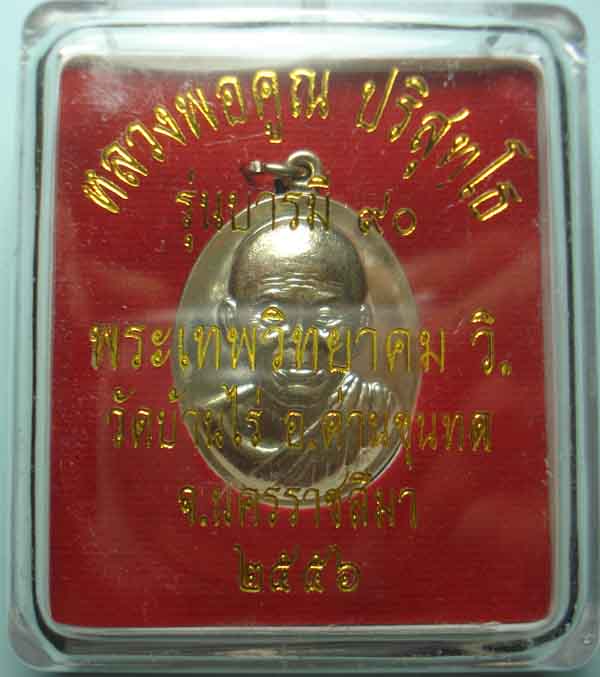 หลวงพ่อคูณ ปริสุทฺโธ
รุ่นบารมี ๙๐
พระเทพวิทยาคม วิ.
วัดบ้านไร่ อ.ด่านขุนทด
จ.นครราชสีมา
๒๕๕๖